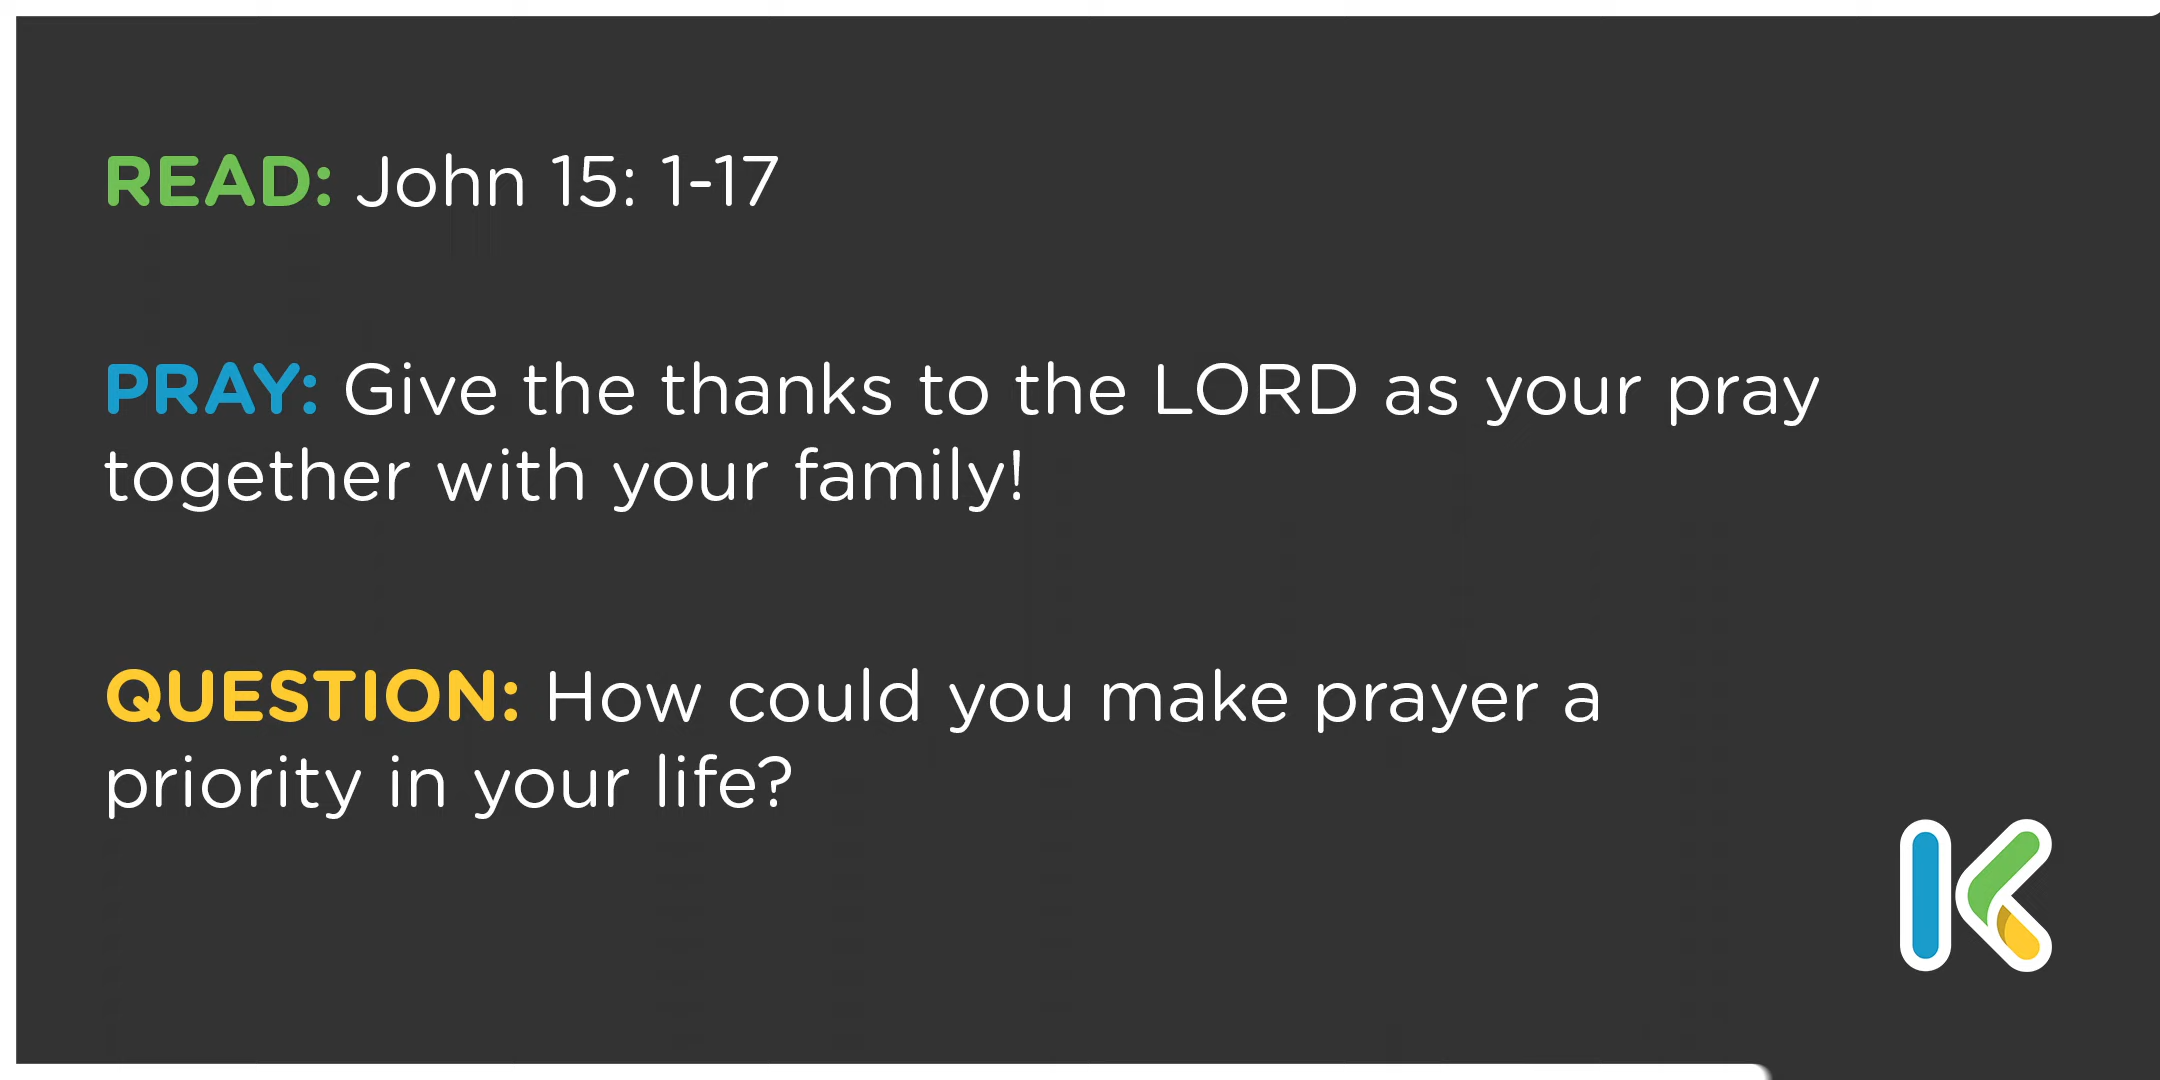 READ: John 15: 1-17
PRAY: Give the thanks to the LORD as your pray
together with your family!
QUESTION: How could you make prayer a
priority in your life?
K